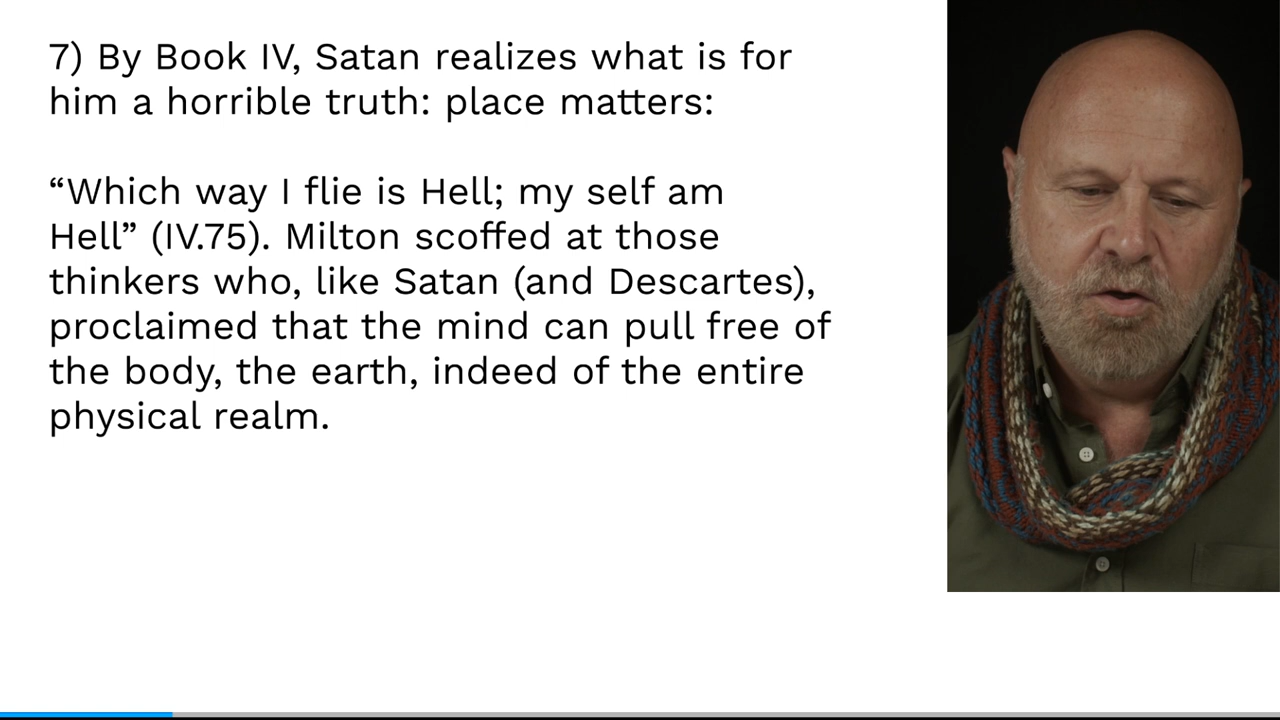 7) By Book IV, Satan realizes what is for
him a horrible truth: place matters:
“Which way I flie is Hell; my self am
Hell” (IV.75). Milton scoffed at those
thinkers who, like Satan (and Descartes),
proclaimed that the mind can pull free of
the body, the earth, indeed of the entire
physical realm.